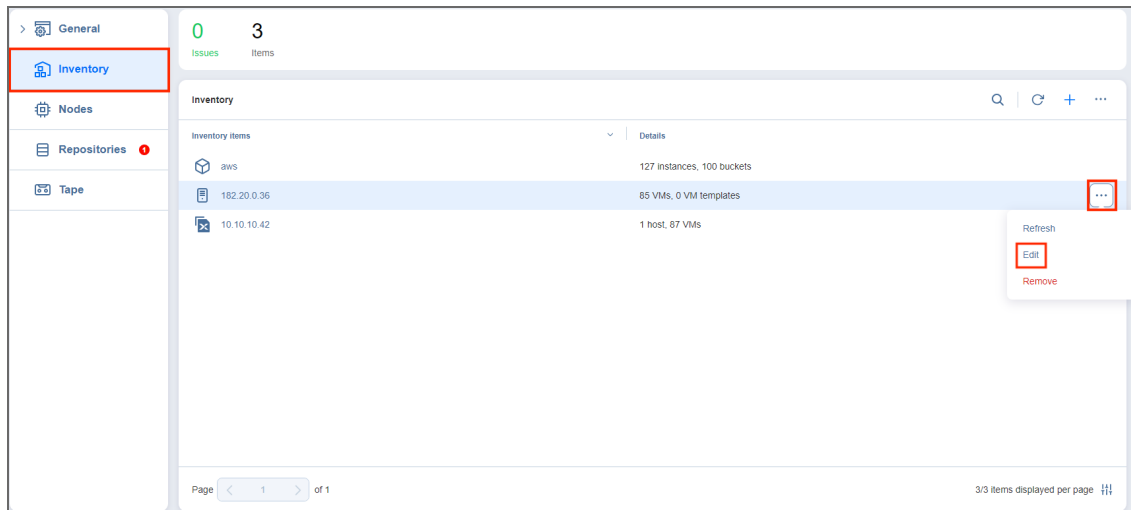 General
Inventory
Nodes
Repositories 1
Tape
0 3
Issues Items
Inventory
Inventory items Details
aws 127 instances, 100 buckets
182.20.0.36 85 VMs, 0 VM templates
10.10.10.42 1 host, 87 VMs
Refresh
Edit
Remove
Page 1 of 1 3/3 items displayed per page